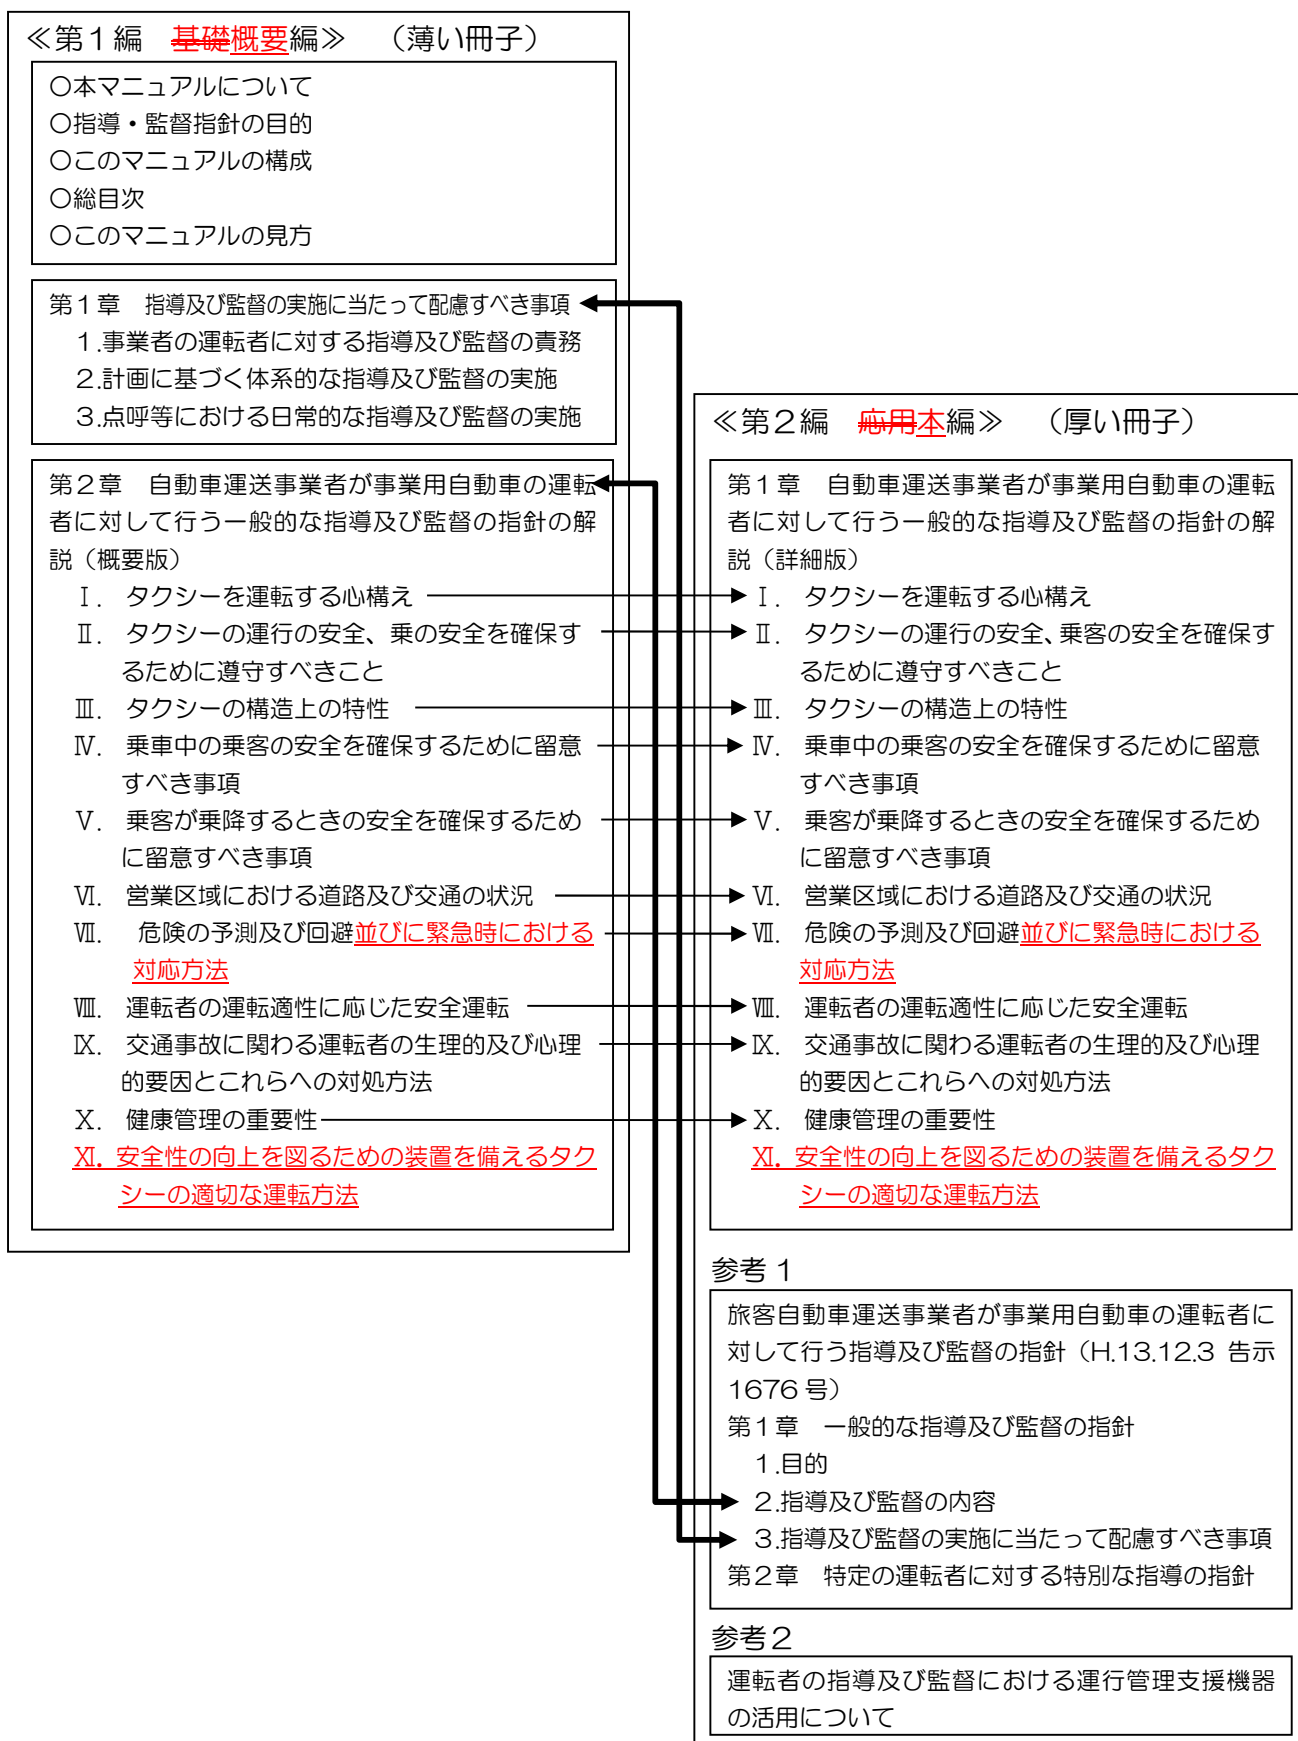 ≪第１編　基礎概要編≫　（薄い冊子）
〇本マニュアルについて
〇指導・監督指針の目的
〇このマニュアルの構成
〇総目次
〇このマニュアルの見方
第１章　指導及び監督の実施に当たって配慮すべき事項
１.事業者の運転者に対する指導及び監督の責務
２.計画に基づく体系的な指導及び監督の実施
３.点呼等における日常的な指導及び監督の実施
第２章　自動車運送事業者が事業用自動車の運転
者に対して行う一般的な指導及び監督の指針の解
説（概要版）
Ⅰ．タクシーを運転する心構え
Ⅱ．タクシーの運行の安全、乗の安全を確保す
るために遵守すべきこと
Ⅲ．タクシーの構造上の特性
Ⅳ．乗車中の乗客の安全を確保するために留意
すべき事項
Ⅴ．乗客が乗降するときの安全を確保するため
に留意すべき事項
Ⅵ．営業区域における道路及び交通の状況
Ⅶ．危険の予測及び回避並びに緊急時における
対応方法
Ⅷ．運転者の運転適性に応じた安全運転
Ⅸ．交通事故に関わる運転者の生理的及び心理
的要因とこれらへの対処方法
Ⅹ．健康管理の重要性
Ⅺ．安全性の向上を図るための装置を備えるタク
シーの適切な運転方法
≪第２編　応用本編≫　（厚い冊子）
第１章　自動車運送事業者が事業用自動車の運転
者に対して行う一般的な指導及び監督の指針の解
説（詳細版）
Ⅰ．タクシーを運転する心構え
Ⅱ．タクシーの運行の安全、乗客の安全を確保す
るために遵守すべきこと
Ⅲ．タクシーの構造上の特性
Ⅳ．乗車中の乗客の安全を確保するために留意
すべき事項
Ⅴ．乗客が乗降するときの安全を確保するため
に留意すべき事項
Ⅵ．営業区域における道路及び交通の状況
Ⅶ．危険の予測及び回避並びに緊急時における
対応方法
Ⅷ．運転者の運転適性に応じた安全運転
Ⅸ．交通事故に関わる運転者の生理的及び心理
的要因とこれらへの対処方法
Ⅹ．健康管理の重要性
Ⅺ．安全性の向上を図るための装置を備えるタク
シーの適切な運転方法
参考１
旅客自動車運送事業者が事業用自動車の運転者に
対して行う指導及び監督の指針（H.13.12.3 告示
1676号）
第１章　一般的な指導及び監督の指針
１.目的
２.指導及び監督の内容
３.指導及び監督の実施に当たって配慮すべき事項
第２章　特定の運転者に対する特別な指導の指針
参考２
運転者の指導及び監督における運行管理支援機器
の活用について